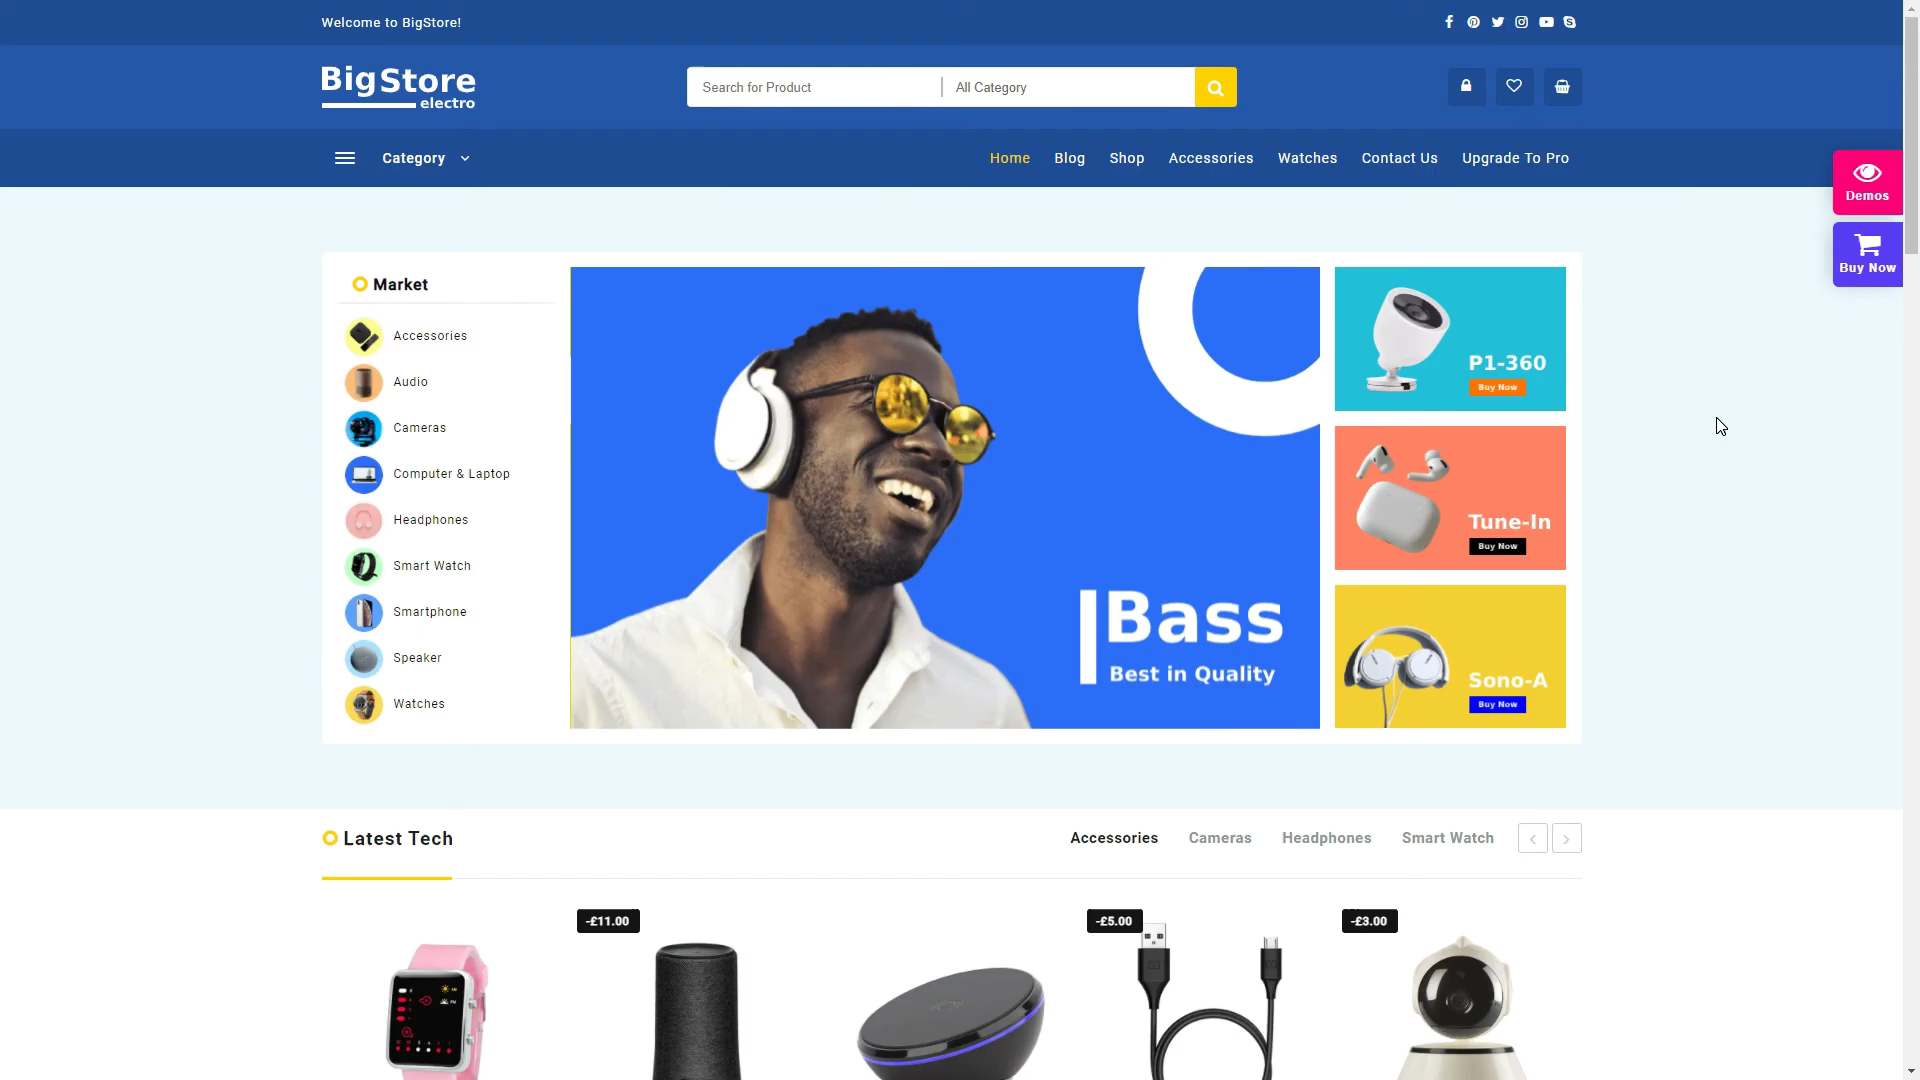 Welcome to BigStore!
BigStore
electro
Search for Product
All Category
Category
Home
Blog
Shop
Accessories
Watches
Contact Us
Upgrade To Pro
Demos
Buy Now
Market
Accessories
Audio
Cameras
Computer & Laptop
Headphones
Smart Watch
Smartphone
Speaker
Watches
Bass
Best in Quality
P1-360
Buy Now
Tune-In
Buy Now
Sono-A
Buy Now
Latest Tech
Accessories
Cameras
Headphones
Smart Watch
-£11.00
-£5.00
-£3.00